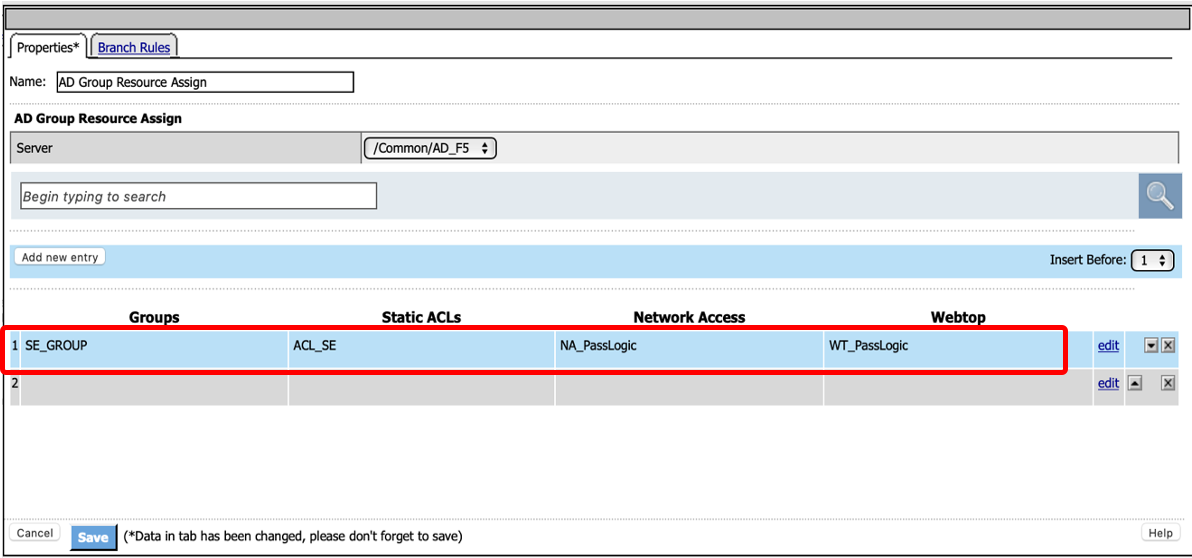 Properties* Branch Rules
Name: AD Group Resource Assign
AD Group Resource Assign
Server /Common/AD_F5
Begin typing to search
Add new entry Insert Before: 1
Groups Static ACLs Network Access Webtop
1 SE_GROUP ACL_SE NA_PassLogic WT_PassLogic edit
2 edit
Cancel Save (*Data in tab has been changed, please don't forget to save) Help